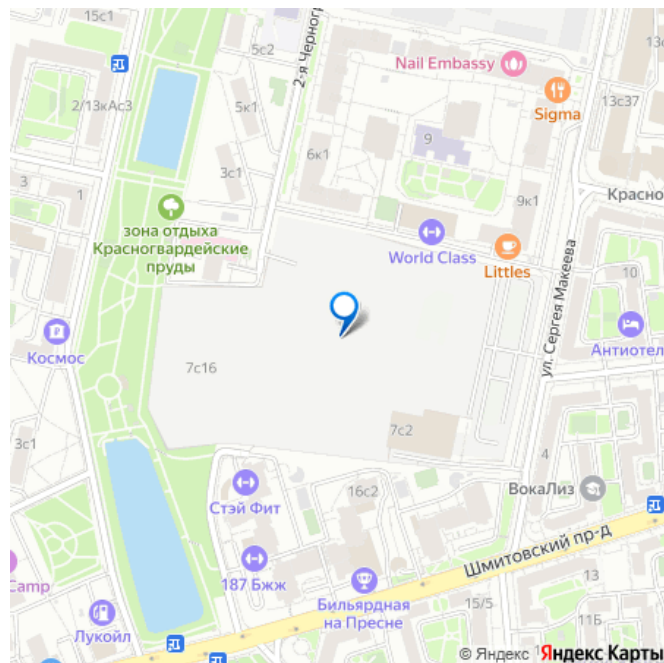 15с1
5с2
2-я Черногр
Nail Embassy
2/13кАс3
5к1
Sigma
13с37
9
3с1
6к1
3
1
9к1
Красно
зона отдыха
Красногвардейские
пруды
World Class
Littles
ул. Сергея Макеева
10
Космос
Антиотел
7с16
7с2
3с1
4
Стэй Фит
16с2
ВокаЛиз
Camp
187 Бжж
Шмитовский пр-д
13
Лукойл
Бильярдная
на Пресне
15/5
11Б
© Яндекс
Яндекс Карты